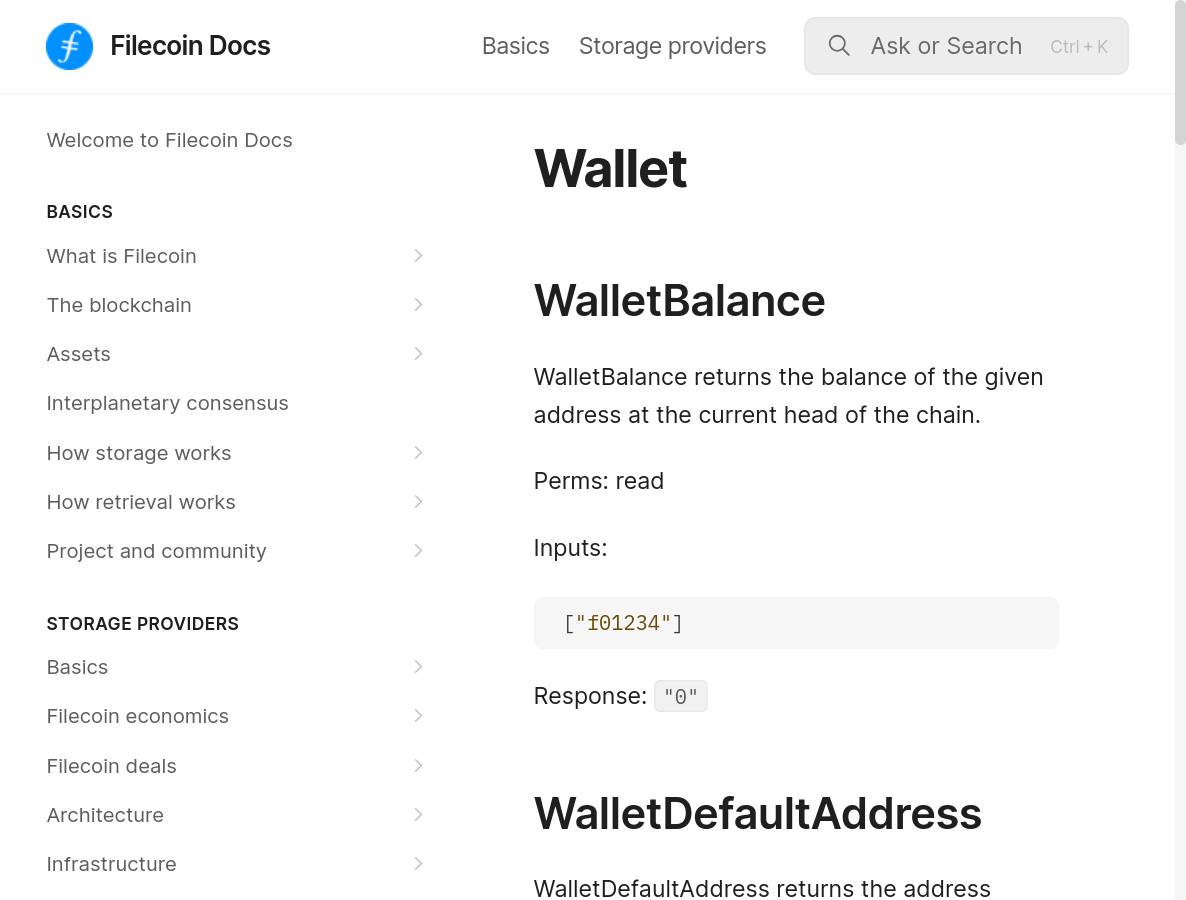 Filecoin Docs
Basics
Storage providers
Ask or Search
Ctrl + K
Welcome to Filecoin Docs
BASICS
What is Filecoin
The blockchain
Assets
Interplanetary consensus
How storage works
How retrieval works
Project and community
STORAGE PROVIDERS
Basics
Filecoin economics
Filecoin deals
Architecture
Infrastructure
Wallet
WalletBalance
WalletBalance returns the balance of the given
address at the current head of the chain.
Perms: read
Inputs:
["f01234"]
Response: "0"
WalletDefaultAddress
WalletDefaultAddress returns the address